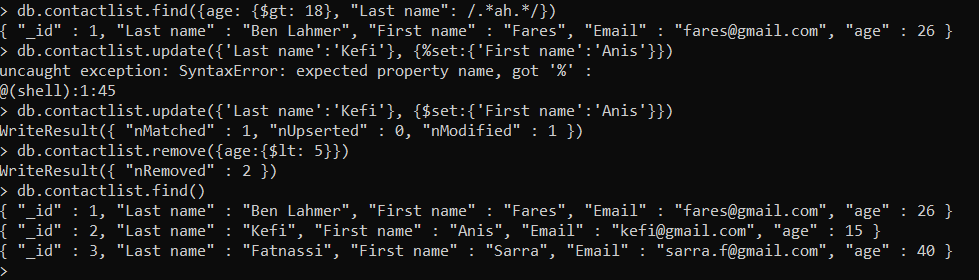 > db.contactlist.find({age: {$gt: 18}, "Last name": /.*ah.*/})
{ "_id" : 1, "Last name" : "Ben Lahmer", "First name" : "Fares", "Email" : "fares@gmail.com", "age" : 26 }
> db.contactlist.update({'Last name':'Kefi'}, {%set:{'First name':'Anis'}})
uncaught exception: SyntaxError: expected property name, got '%' :
@(shell):1:45
> db.contactlist.update({'Last name':'Kefi'}, {$set:{'First name':'Anis'}})
WriteResult({ "nMatched" : 1, "nUpserted" : 0, "nModified" : 1 })
> db.contactlist.remove({age:{$lt: 5}})
WriteResult({ "nRemoved" : 2 })
> db.contactlist.find()
{ "_id" : 1, "Last name" : "Ben Lahmer", "First name" : "Fares", "Email" : "fares@gmail.com", "age" : 26 }
{ "_id" : 2, "Last name" : "Kefi", "First name" : "Anis", "Email" : "kefi@gmail.com", "age" : 15 }
{ "_id" : 3, "Last name" : "Fatnassi", "First name" : "Sarra", "Email" : "sarra.f@gmail.com", "age" : 40 }
>